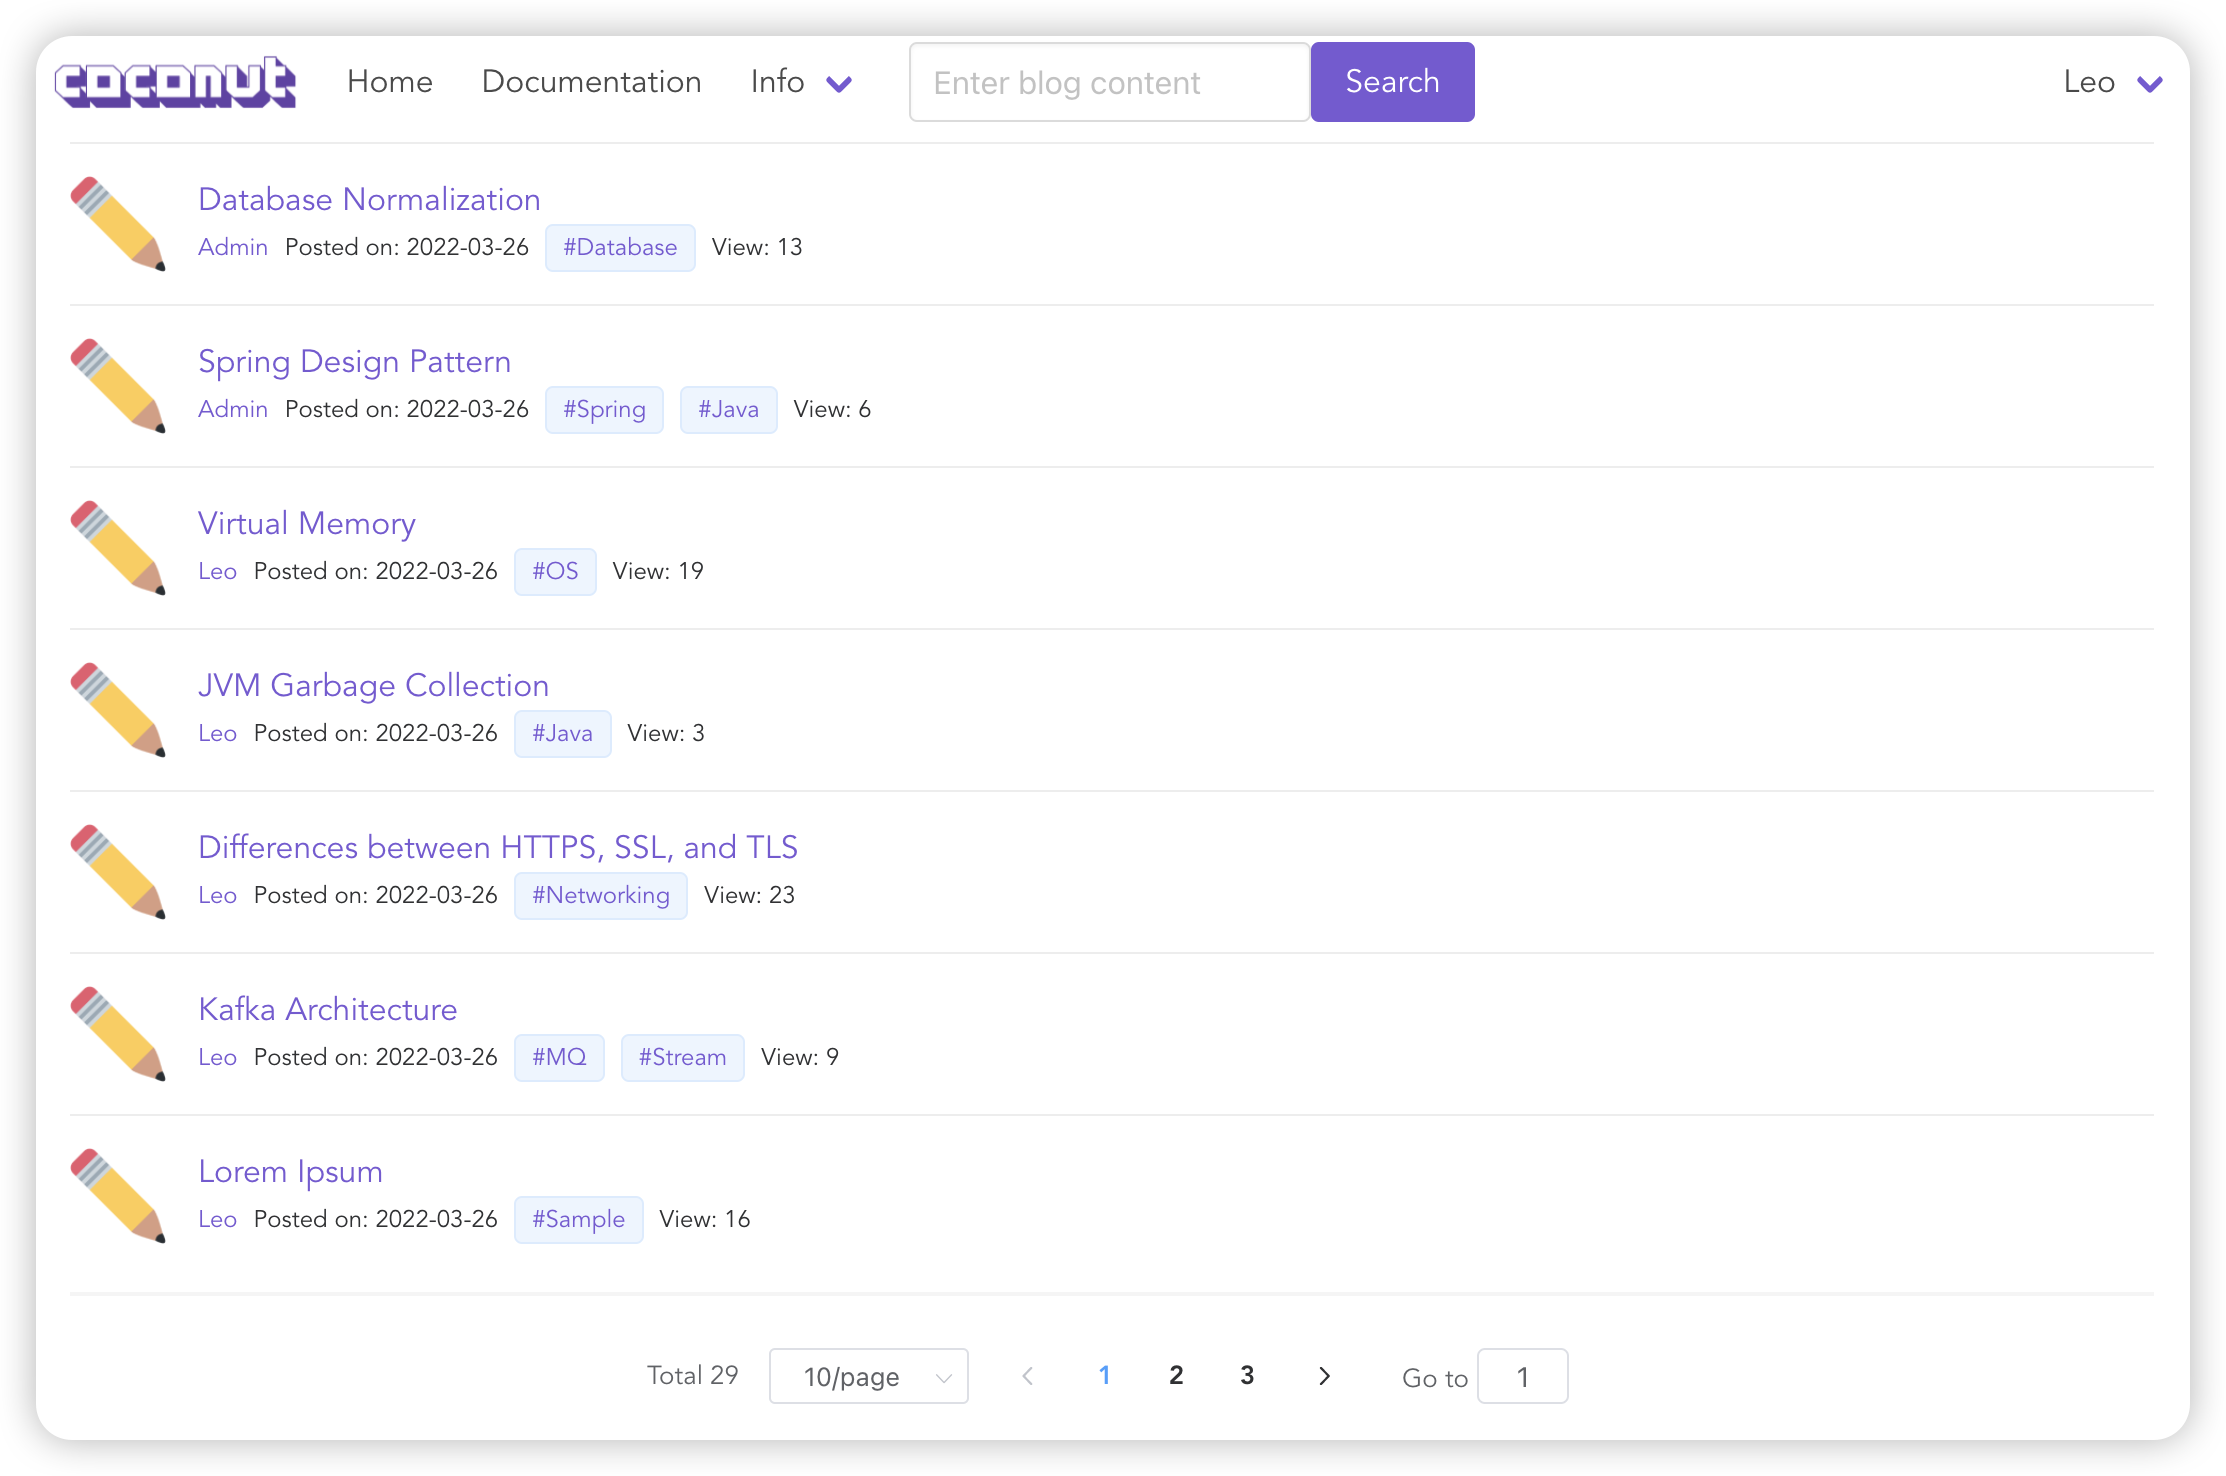 coconut Home Documentation Info Enter blog content Search Leo
Database Normalization
Admin Posted on: 2022-03-26 #Database View: 13
Spring Design Pattern
Admin Posted on: 2022-03-26 #Spring #Java View: 6
Virtual Memory
Leo Posted on: 2022-03-26 #OS View: 19
JVM Garbage Collection
Leo Posted on: 2022-03-26 #Java View: 3
Differences between HTTPS, SSL, and TLS
Leo Posted on: 2022-03-26 #Networking View: 23
Kafka Architecture
Leo Posted on: 2022-03-26 #MQ #Stream View: 9
Lorem Ipsum
Leo Posted on: 2022-03-26 #Sample View: 16
Total 29 10/page 1 2 3 Go to 1